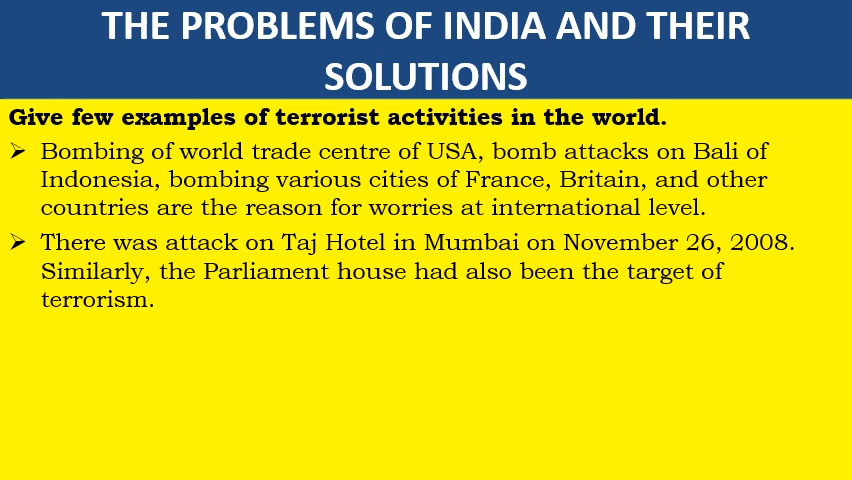 THE PROBLEMS OF INDIA AND THEIR
SOLUTIONS
Give few examples of terrorist activities in the world.
➢ Bombing of world trade centre of USA, bomb attacks on Bali of
Indonesia, bombing various cities of France, Britain, and other
countries are the reason for worries at international level.
➢ There was attack on Taj Hotel in Mumbai on November 26, 2008.
Similarly, the Parliament house had also been the target of
terrorism.